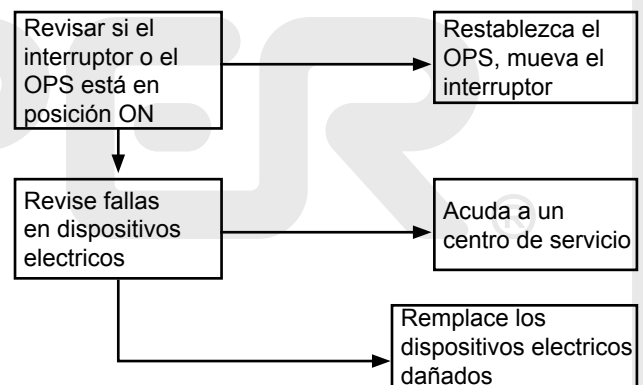 Revisar si el
interruptor o el
OPS está en
posición ON
Restablezca el
OPS, mueva el
interruptor
Revise fallas
en dispositivos
electricos
Acuda a un
centro de servicio
Remplace los
dispositivos electricos
dañados
PER®